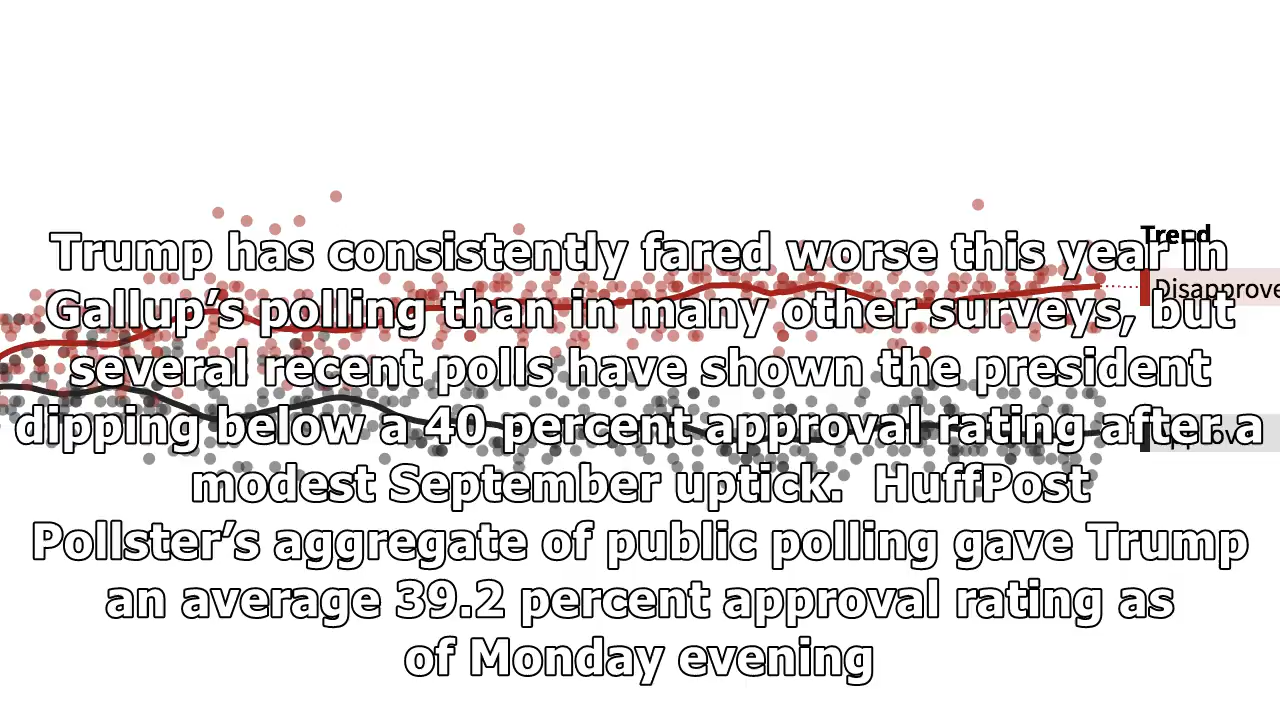 Trend
Trump has consistently fared worse this year in
Disapprove
Gallup’s polling than in many other surveys, but
several recent polls have shown the president
dipping below a 40 percent approval rating after a
modest September uptick.  HuffPost
Pollster’s aggregate of public polling gave Trump
an average 39.2 percent approval rating as
of Monday evening